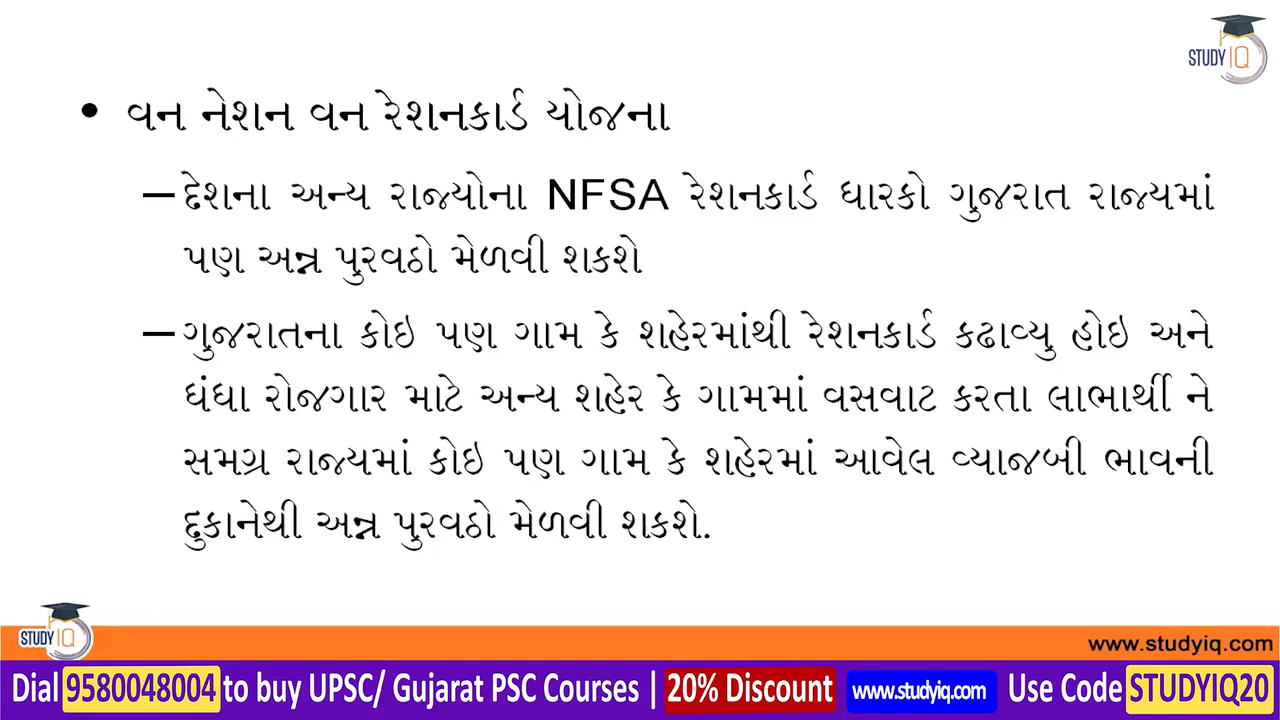 STUDY IQ
• વન નેશન વન રેશનકાર્ડ યોજના
– દેશના અન્ય રાજ્યોના NFSA રેશનકાર્ડ ધારકો ગુજરાત રાજ્યમાં
પણ અન્ન પુરવઠો મેળવી શકશે
– ગુજરાતના કોઇ પણ ગામ કે શહેરમાંથી રેશનકાર્ડ કઢાવ્યુ હોઇ અને
ધંધા રોજગાર માટે અન્ય શહેર કે ગામમાં વસવાટ કરતા લાભાર્થી ને
સમગ્ર રાજ્યમાં કોઇ પણ ગામ કે શહેરમાં આવેલ વ્યાજબી ભાવની
દુકાનેથી અન્ન પુરવઠો મેળવી શકશે.
STUDY IQ
www.studyiq.com
Dial 9580048004 to buy UPSC/ Gujarat PSC Courses | 20% Discount www.studyiq.com Use Code STUDYIQ20